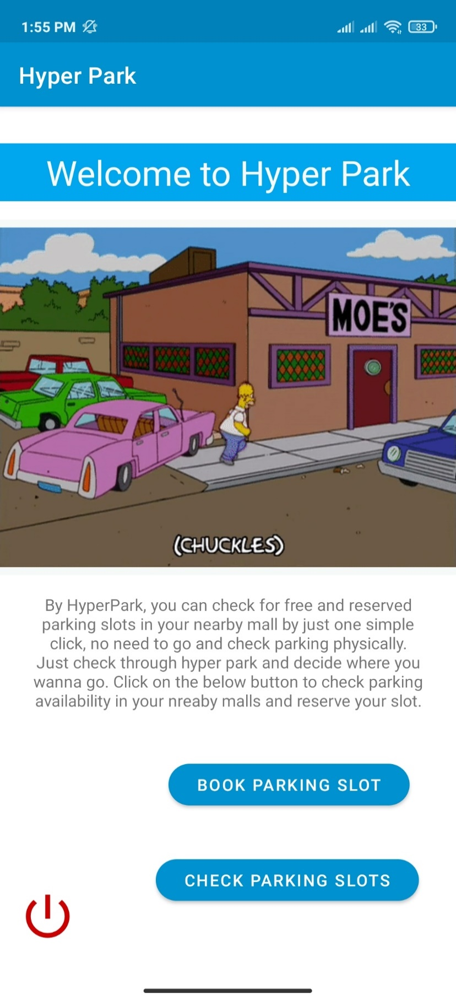 1:55 PM
33
Hyper Park
Welcome to Hyper Park
MOE'S
(CHUCKLES)
By HyperPark, you can check for free and reserved
parking slots in your nearby mall by just one simple
click, no need to go and check parking physically.
Just check through hyper park and decide where you
wanna go. Click on the below button to check parking
availability in your nreaby malls and reserve your slot.
BOOK PARKING SLOT
CHECK PARKING SLOTS